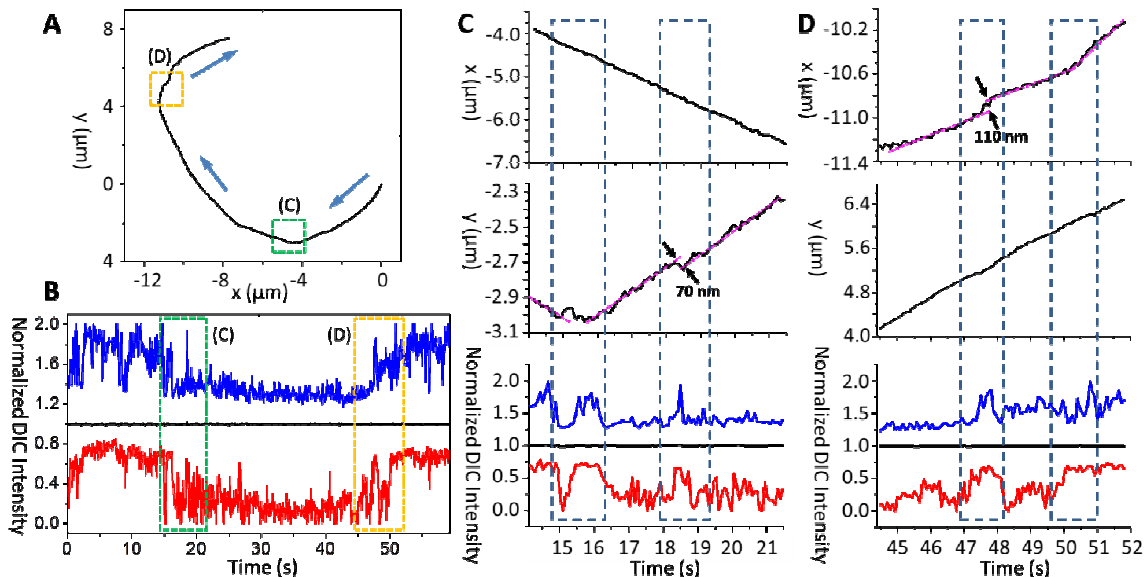 A
8
4
0
4
y (µm)
(D)
(C)
-12
-8
-4
0
x (µm)
B
Normalized DIC Intensity
2.0
1.6
1.2
0.8
0.4
0.0
(C)
(D)
0
10
20
30
40
50
Time (s)
C
x (µm)
-4.0
-5.0
-6.0
-7.0
y (µm)
-2.3
-2.5
-2.7
-2.9
-3.1
70 nm
Normalized DIC Intensity
2.0
1.5
1.0
0.5
0.0
15
16
17
18
19
20
21
Time (s)
D
x (µm)
-10.2
-10.6
-11.0
-11.4
110 nm
y (µm)
6.4
5.6
4.8
4.0
Normalized DIC Intensity
2.0
1.5
1.0
0.5
0.0
45
46
47
48
49
50
51
52
Time (s)